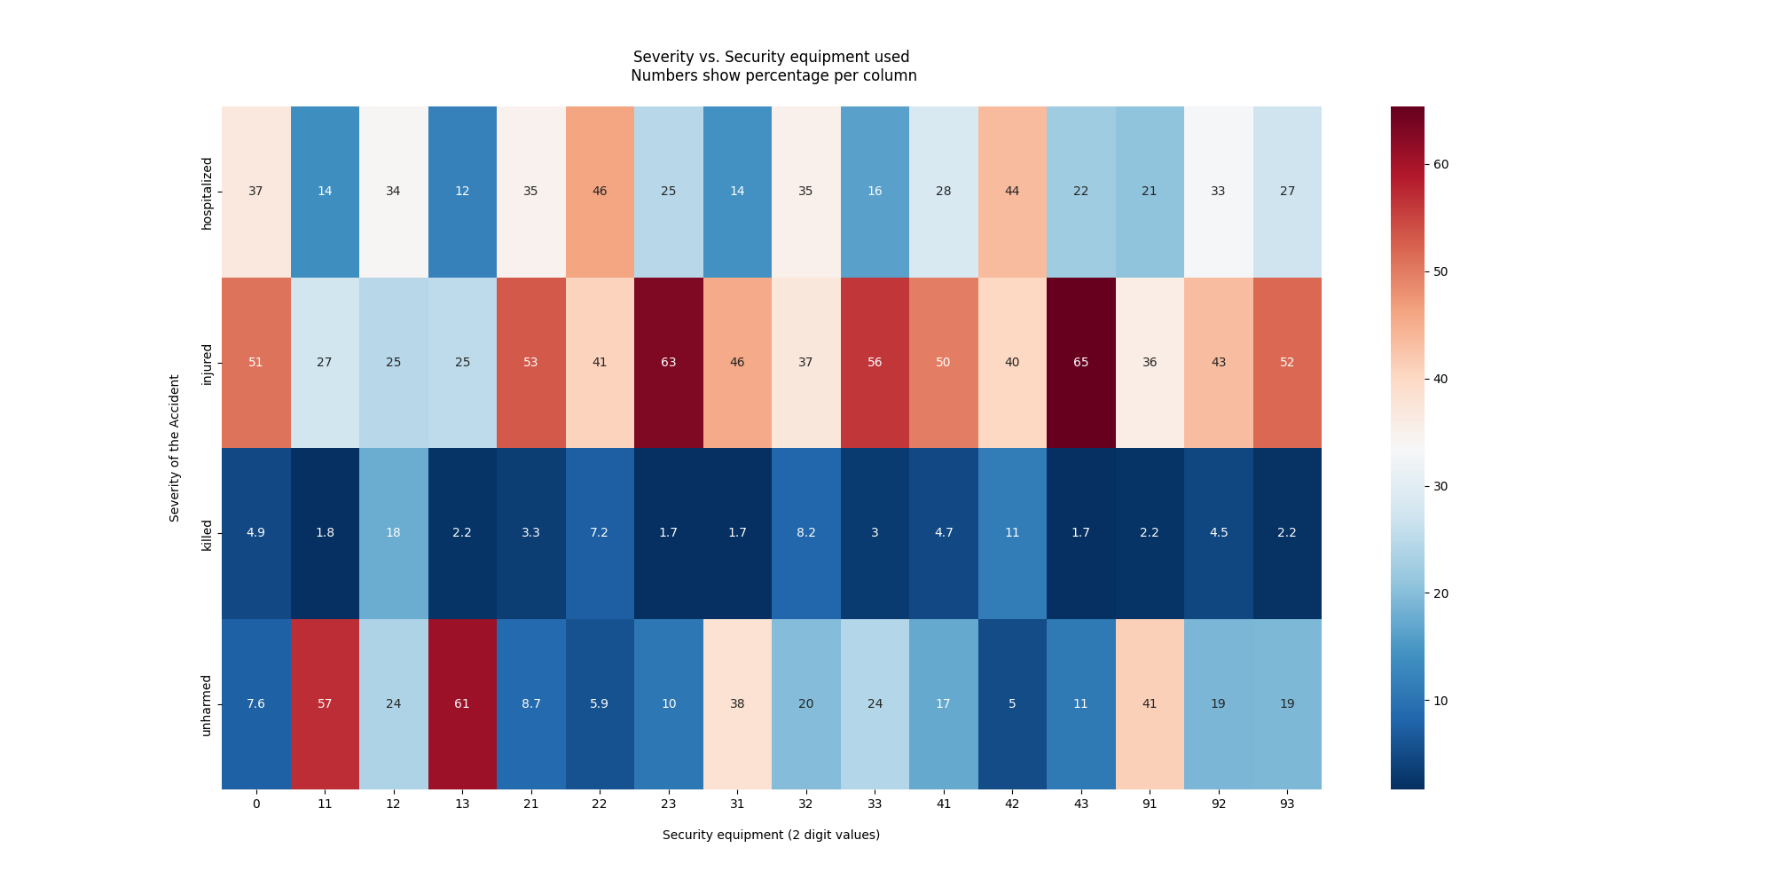 Severity vs. Security equipment used
Numbers show percentage per column
hospitalized 37 14 34 12 35 46 25 14 35 16 28 44 22 21 33 27
injured 51 27 25 25 53 41 63 46 37 56 50 40 65 36 43 52
killed 4.9 1.8 18 2.2 3.3 7.2 1.7 1.7 8.2 3 4.7 11 1.7 2.2 4.5 2.2
unharmed 7.6 57 24 61 8.7 5.9 10 38 20 24 17 5 11 41 19 19
Severity of the Accident
0 11 12 13 21 22 23 31 32 33 41 42 43 91 92 93
Security equipment (2 digit values)
60
50
40
30
20
10